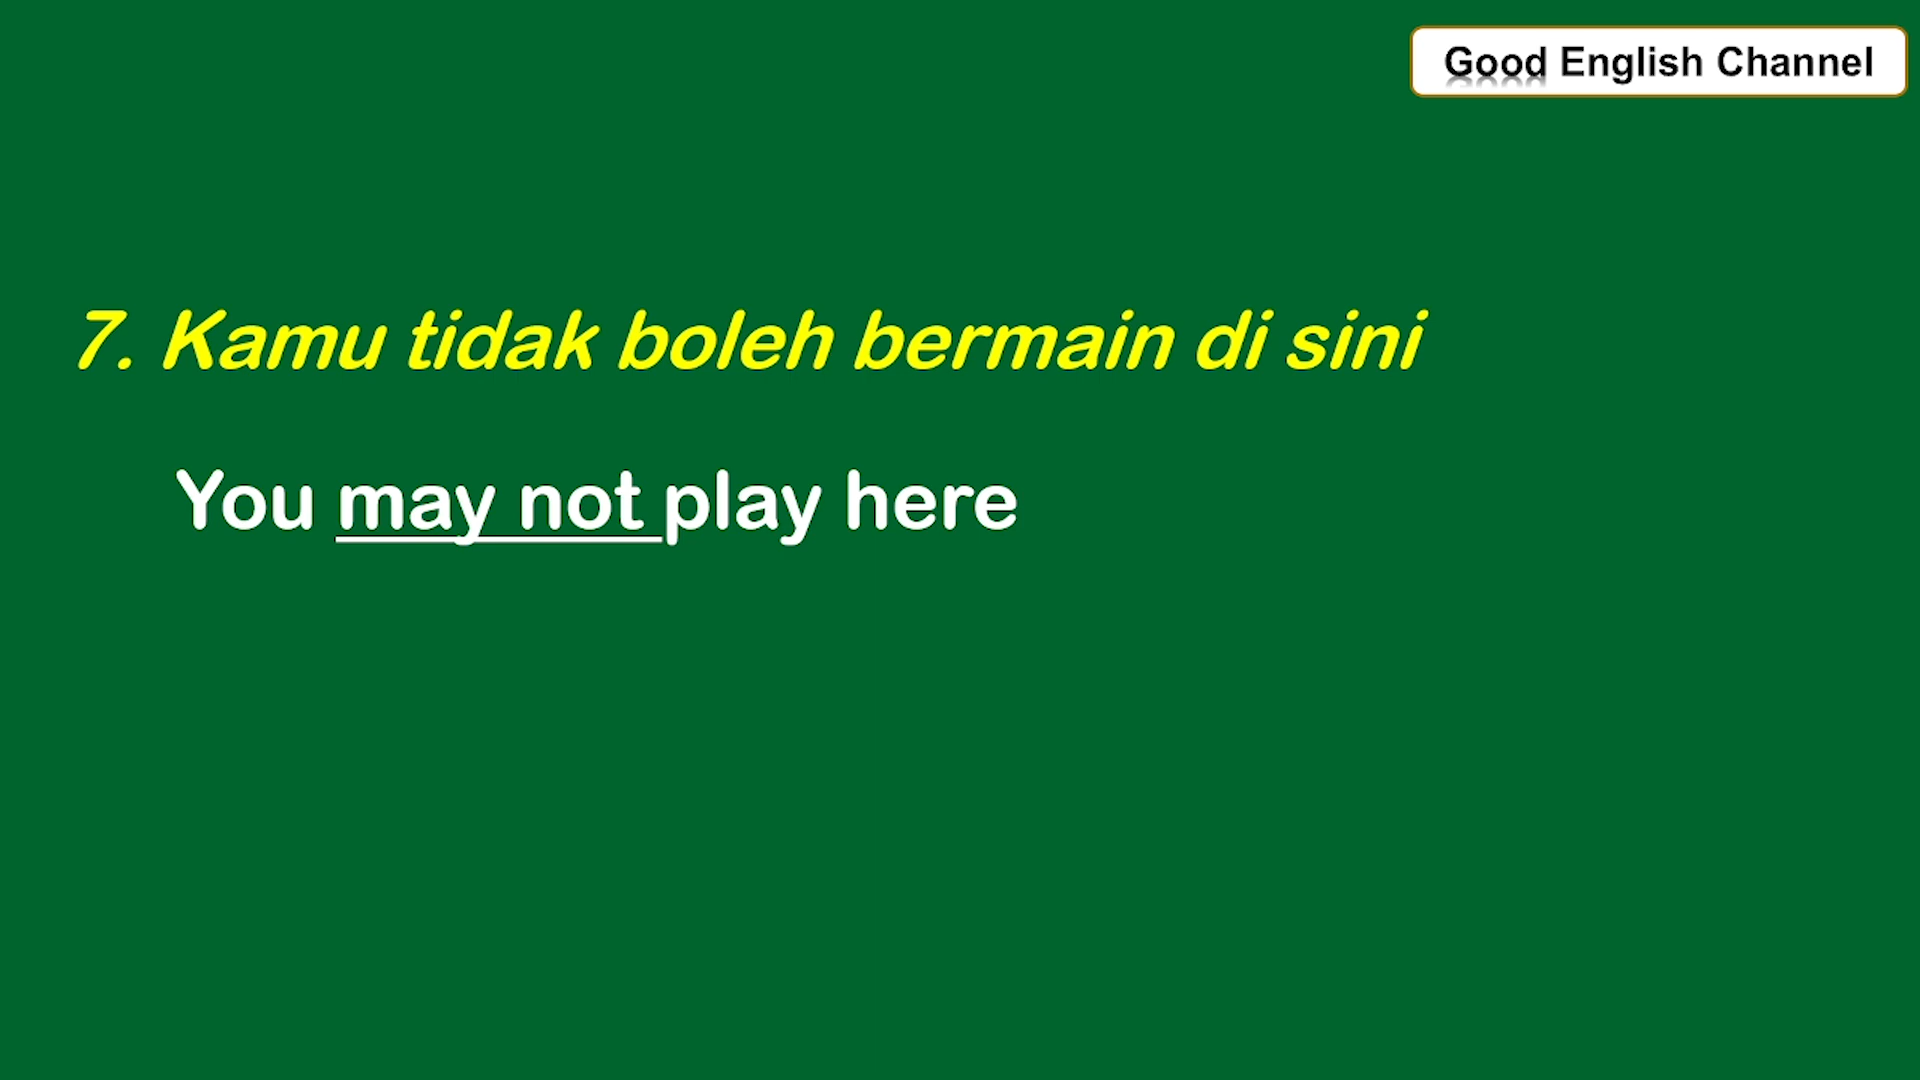 Good English Channel
7. Kamu tidak boleh bermain di sini
You may not play here